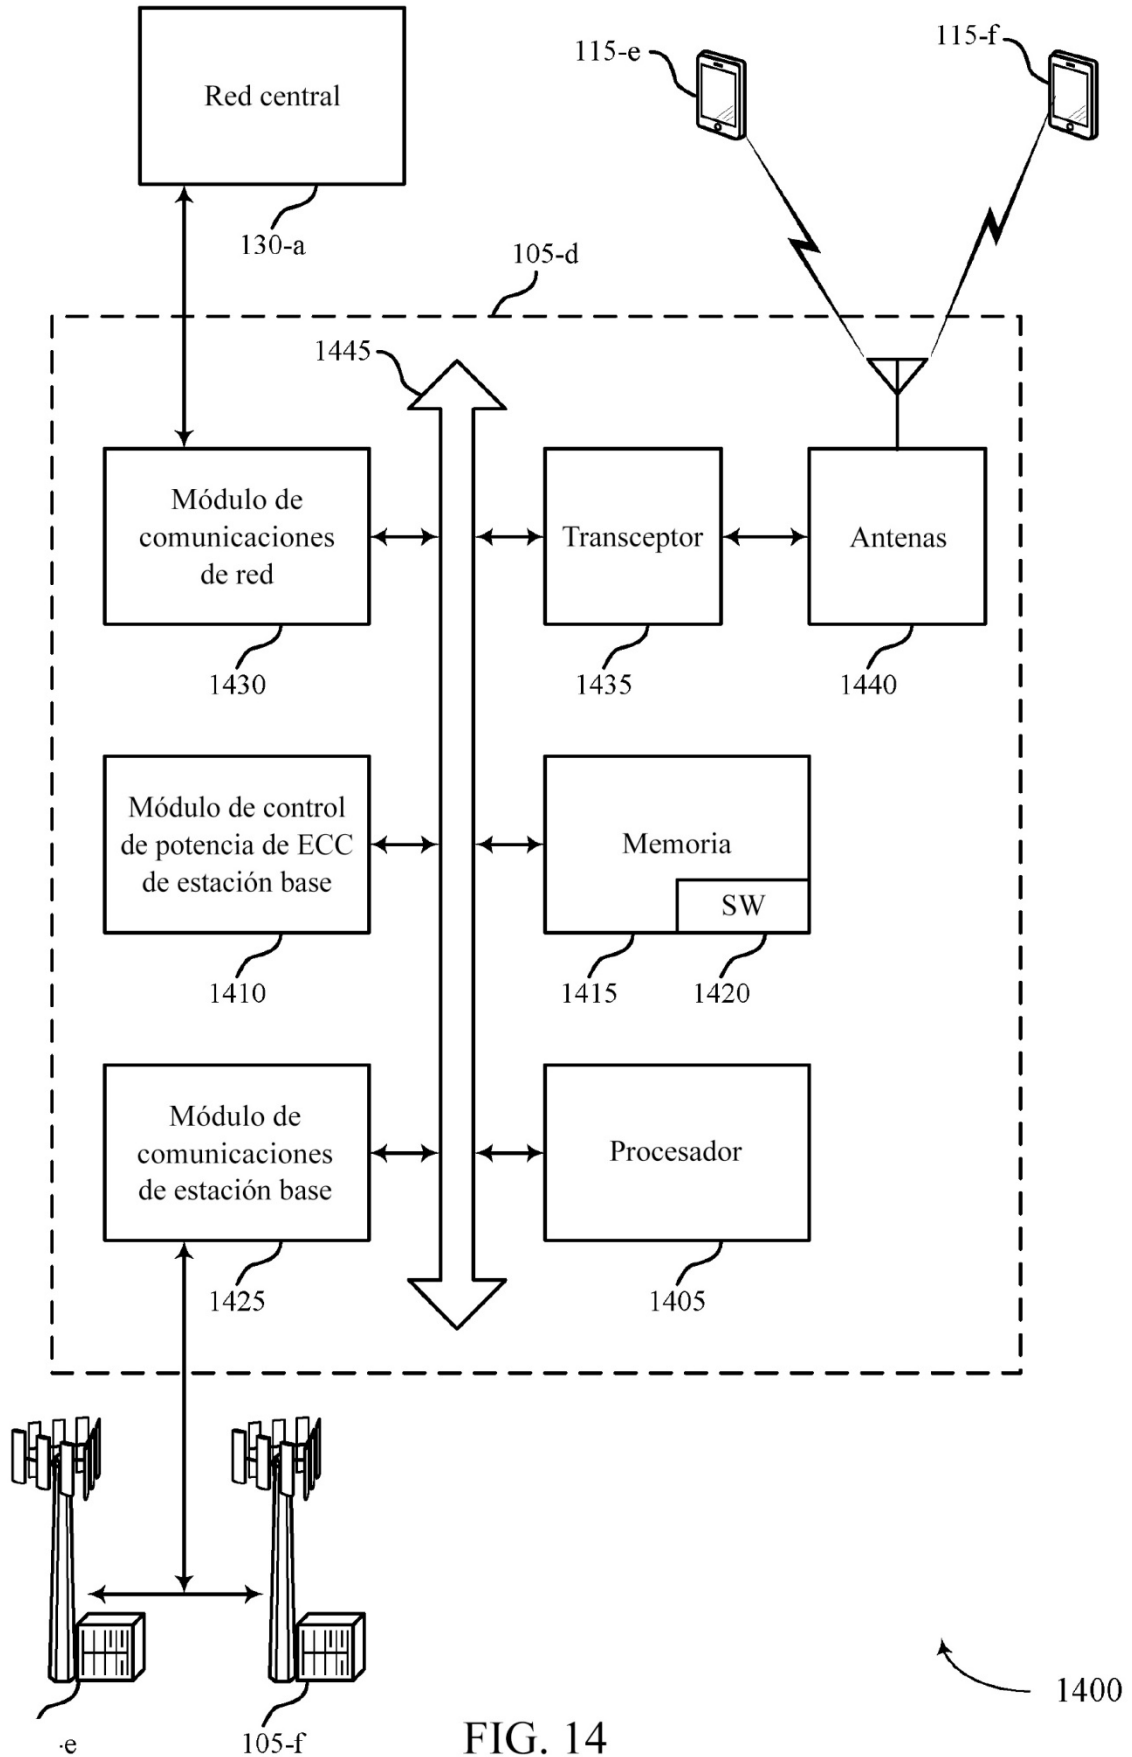 Red central
115-e
115-f
130-a
105-d
1445
Módulo de
comunicaciones
de red
Transceptor
Antenas
1430
1435
1440
Módulo de control
de potencia de ECC
de estación base
Memoria
SW
1410
1415
1420
Módulo de
comunicaciones
de estación base
Procesador
1425
1405
-e
105-f
FIG. 14
1400